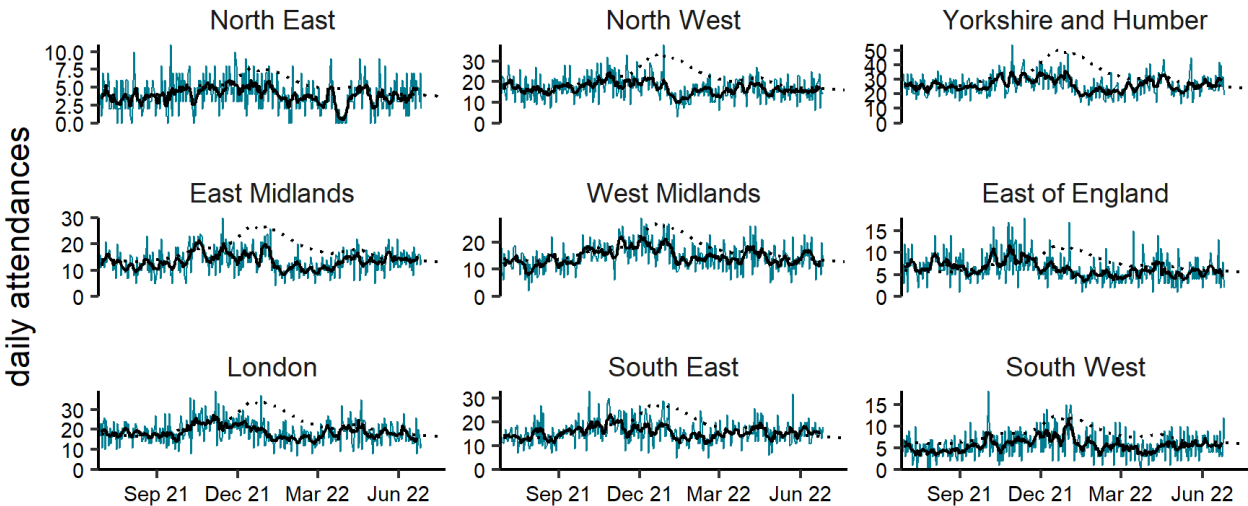 North East
North West
Yorkshire and Humber
10.0
7.5
5.0
2.5
0.0
30
20
10
0
50
40
30
20
10
0
daily attendances
East Midlands
West Midlands
East of England
30
20
10
0
20
10
0
15
10
5
0
London
South East
South West
30
20
10
0
30
20
10
0
15
10
5
0
Sep 21 Dec 21 Mar 22 Jun 22
Sep 21 Dec 21 Mar 22 Jun 22
Sep 21 Dec 21 Mar 22 Jun 22